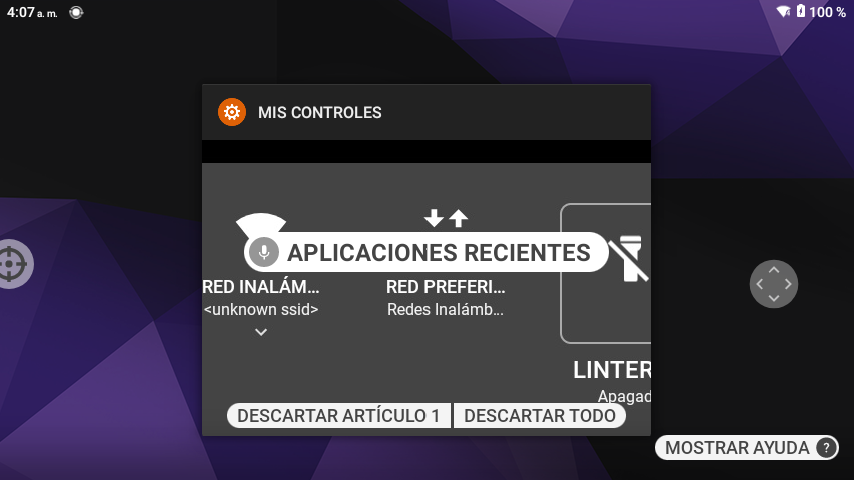 4:07 a. m.
100 %
MIS CONTROLES
APLICACIONES RECIENTES
RED INALÁM...
RED PREFERI...
<unknown ssid>
Redes Inalámb...
LINTER
Apagad
DESCARTAR ARTÍCULO 1
DESCARTAR TODO
MOSTRAR AYUDA ?